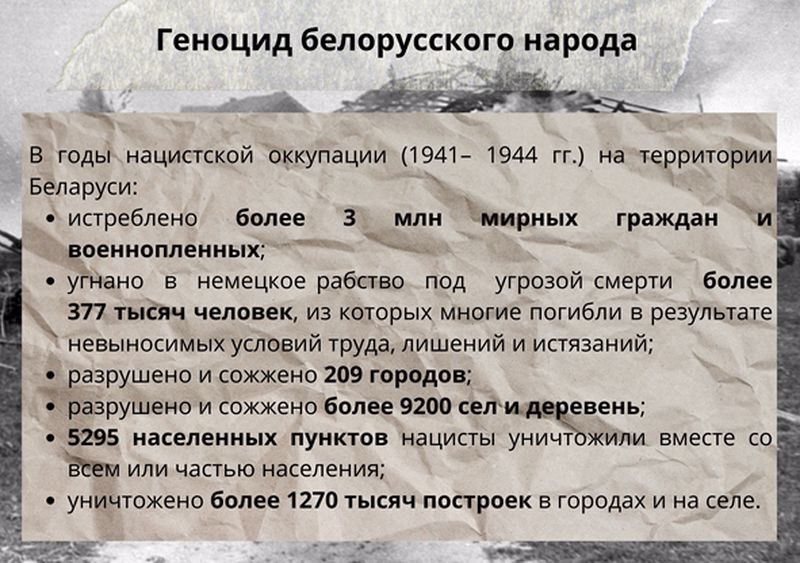 Геноцид белорусского народа
В годы нацистской оккупации (1941– 1944 гг.) на территории
Беларуси:
• истреблено более 3 млн мирных граждан и
военнопленных;
• угнано в немецкое рабство под угрозой смерти более
377 тысяч человек, из которых многие погибли в результате
невыносимых условий труда, лишений и истязаний;
• разрушено и сожжено 209 городов;
• разрушено и сожжено более 9200 сел и деревень;
• 5295 населенных пунктов нацисты уничтожили вместе со
всем или частью населения;
• уничтожено более 1270 тысяч построек в городах и на селе.